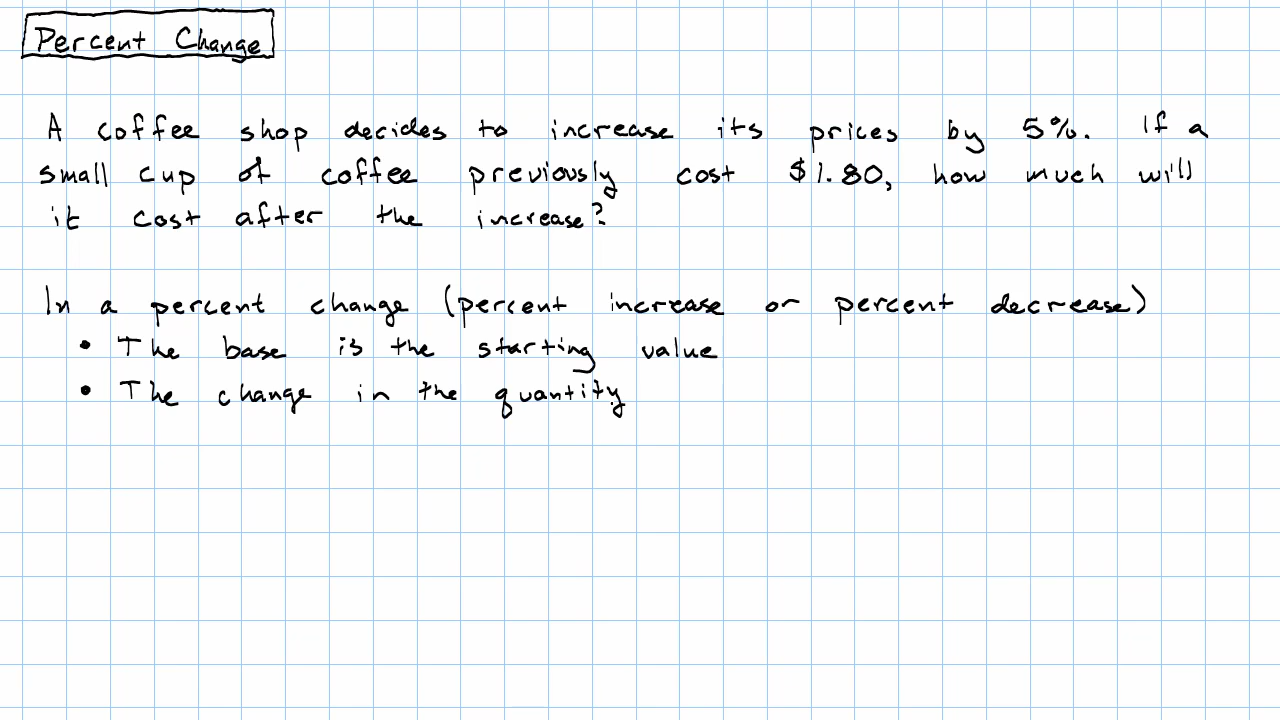 Percent Change
A coffee shop decides to increase its prices by 5%. If a
small cup of coffee previously cost $1.80, how much will
it cost after the increase?
In a percent change (percent increase or percent decrease)
• The base is the starting value
• The change in the quantity